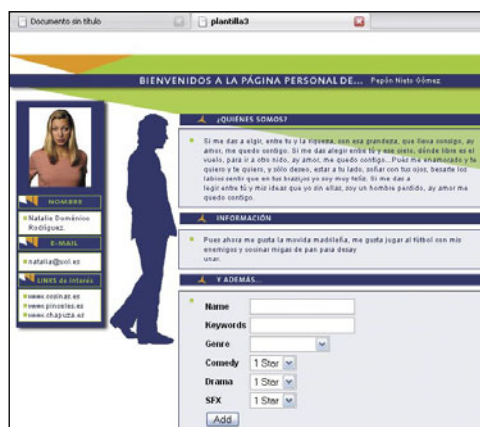 Documento sin título
plantilla3
BIENVENIDOS A LA PÁGINA PERSONAL DE... Pepón Nieto Gómez
NOMBRE
Natalie Doménico
Rodríguez.
E-MAIL
natalia@sol.es
LINKS de Interés
www.cosinas.es
www.pinceles.es
www.chapuza.es
¿QUIÉNES SOMOS?
Si me das a elgir, entre tú y la riqueza, con esa grandeza, que lleva consigo, ay
amor, me quedo contigo. Si me das alegir entre tú y ese cielo, dónde libre es el
vuelo, para ir a otro nido, ay amor, me quedo contigo...Puez me enamorado y te
quiero y te quiero, y sólo deseo, estar a tu lado, soñar con tus ojos, besarte los
labios sentir que en tus brazjos yo soy muy feliz. Si me das a
legir entre tú y mis ideas que yo sin ellas, soy un hombre perdido, ay amor me
quedo contigo.
INFORMACIÓN
Pues ahora me gusta la movida madrileña, me gusta jugar al fútbol con mis
enemigos y cocinar migas de pan para desay
unar.
Y ADEMÁS...
Name
Keywords
Genre
Comedy 1 Star
Drama 1 Star
SFX 1 Star
Add